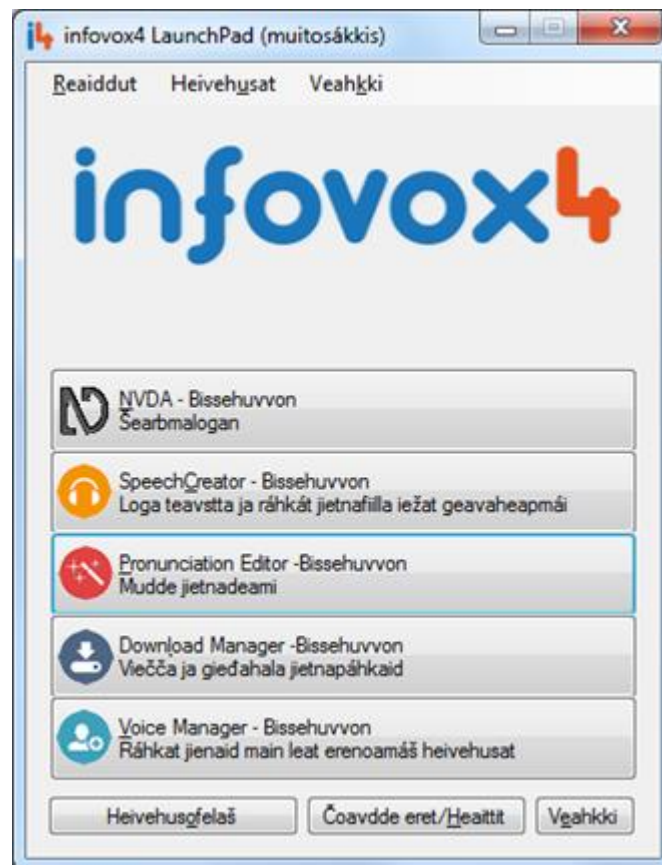 infovox4 LaunchPad (muitosákkis)
Reaiddut Heivehusat Veahkki
infovox4
NVDA - Bissehuvvon
Šearbmalogan
SpeechCreator - Bissehuvvon
Loga teavstta ja ráhkát jietnafiilla iežat geavaheapmái
Pronunciation Editor -Bissehuvvon
Mudde jietnadeami
Download Manager -Bissehuvvon
Viečča ja gieđahala jietnapáhkaid
Voice Manager - Bissehuvvon
Ráhkat jienaid main leat erenoamáš heivehusat
Heivehusofelaš Čoavdde eret/Heaittit Veahkki